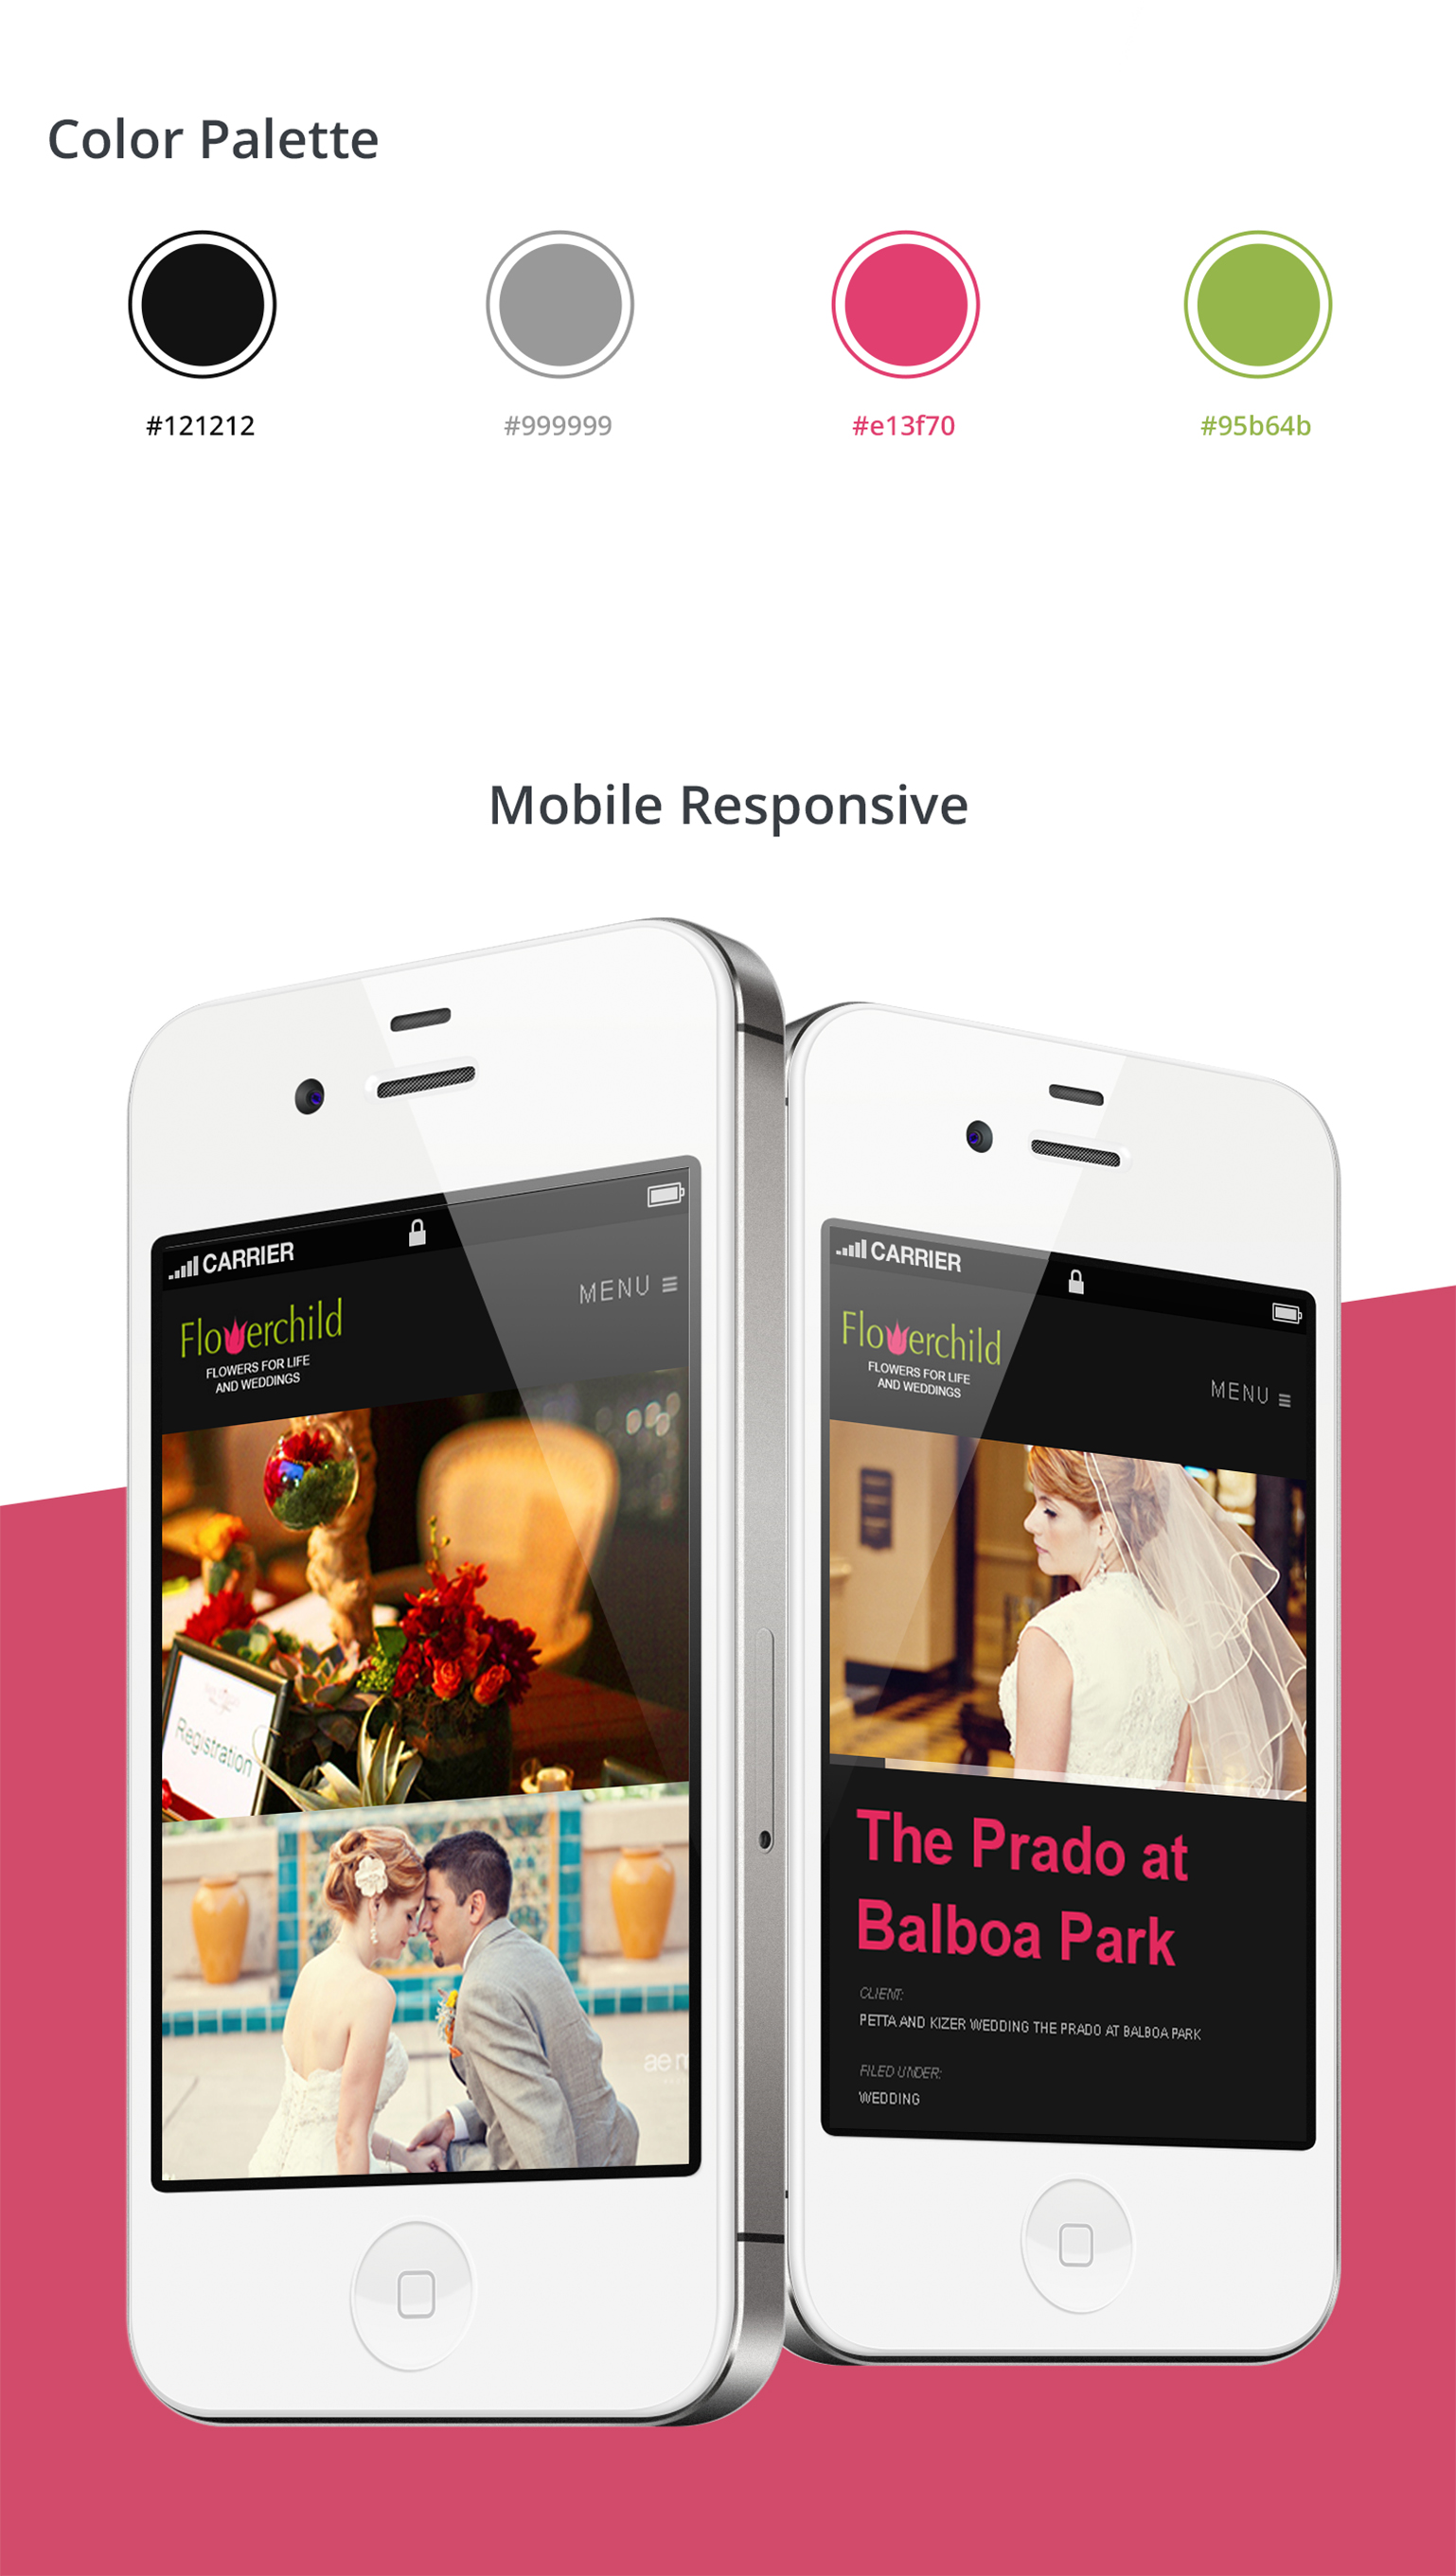 Color Palette
#121212
#999999
#e13f70
#95b64b
Mobile Responsive
CARRIER
MENU
Flowerchild
FLOWERS FOR LIFE
AND WEDDINGS
Registration
CARRIER
Flowerchild
FLOWERS FOR LIFE
AND WEDDINGS
MENU
The Prado at
Balboa Park
CLIENT:
PETTA AND KIZER WEDDING THE PRADO AT BALBOA PARK
FILED UNDER:
WEDDING